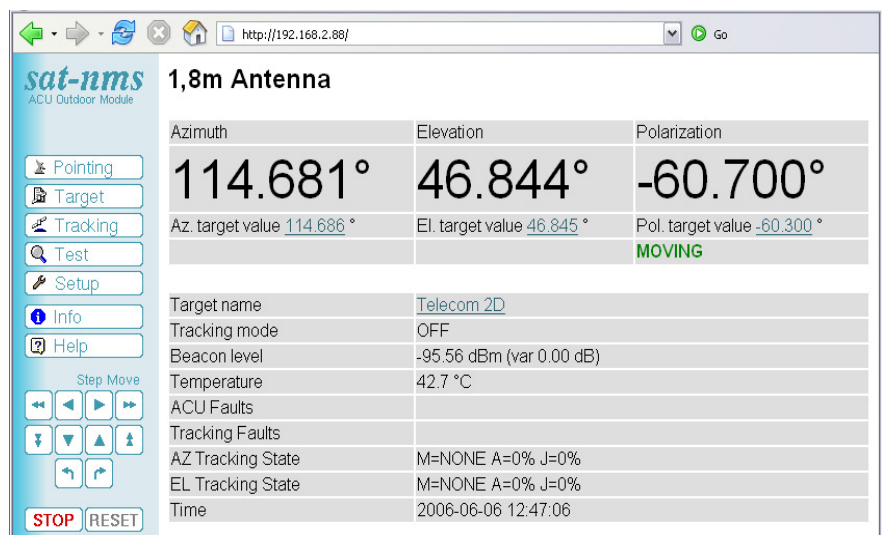 http://192.168.2.88/
Go
sat-nms
ACU Outdoor Module
Pointing
Target
Tracking
Test
Setup
Info
Help
Step Move
STOP RESET
1,8m Antenna
Azimuth Elevation Polarization
114.681° 46.844° -60.700°
Az. target value 114.686 ° El. target value 46.845 ° Pol. target value -60.300 °
MOVING
Target name Telecom 2D
Tracking mode OFF
Beacon level -95.56 dBm (var 0.00 dB)
Temperature 42.7 °C
ACU Faults
Tracking Faults
AZ Tracking State M=NONE A=0% J=0%
EL Tracking State M=NONE A=0% J=0%
Time 2006-06-06 12:47:06